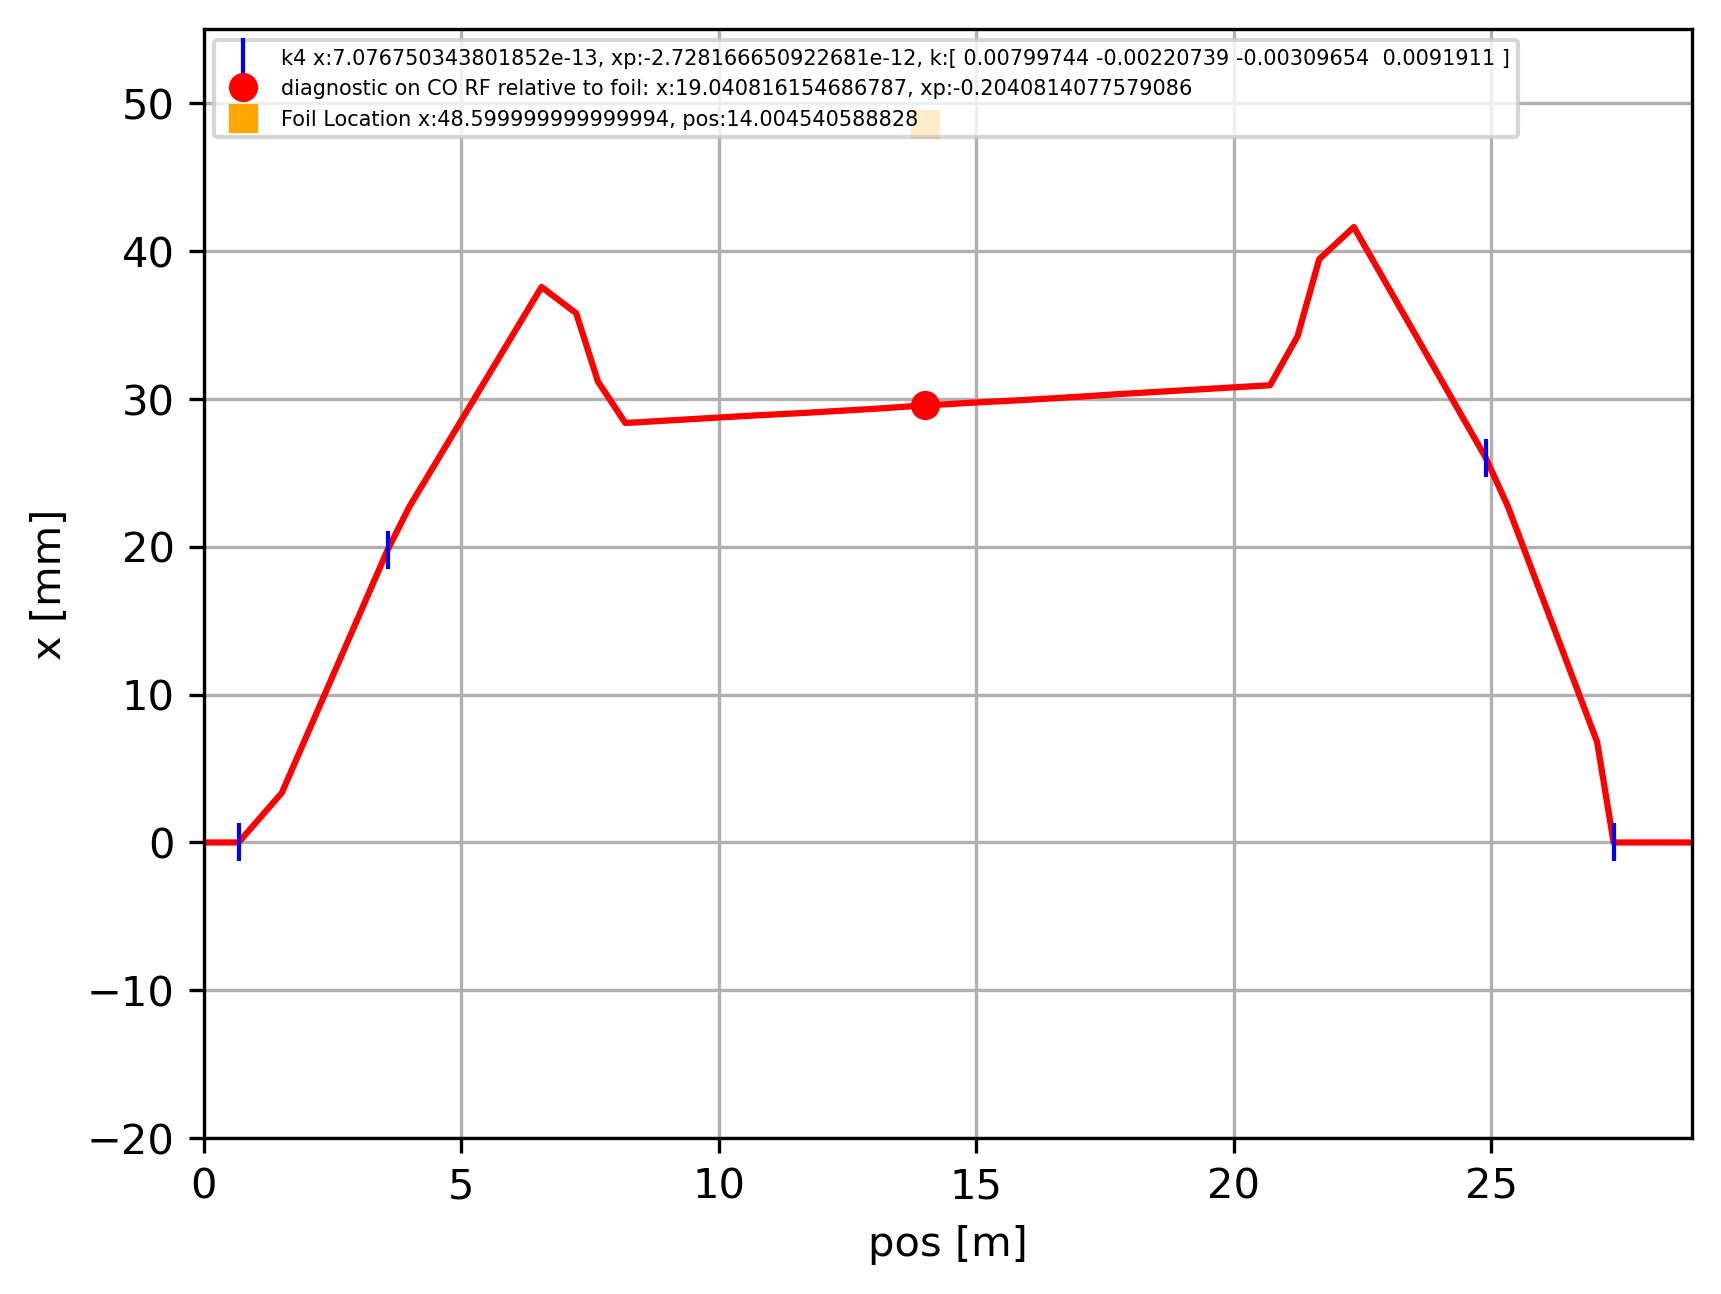 k4 x:7.076750343801852e-13, xp:-2.728166650922681e-12, k:[ 0.00799744 -0.00220739 -0.00309654  0.0091911 ]
diagnostic on CO RF relative to foil: x:19.040816154686787, xp:-0.2040814077579086
Foil Location x:48.599999999999994, pos:14.004540588828
50
40
30
20
10
0
−10
−20
x [mm]
0 5 10 15 20 25
pos [m]